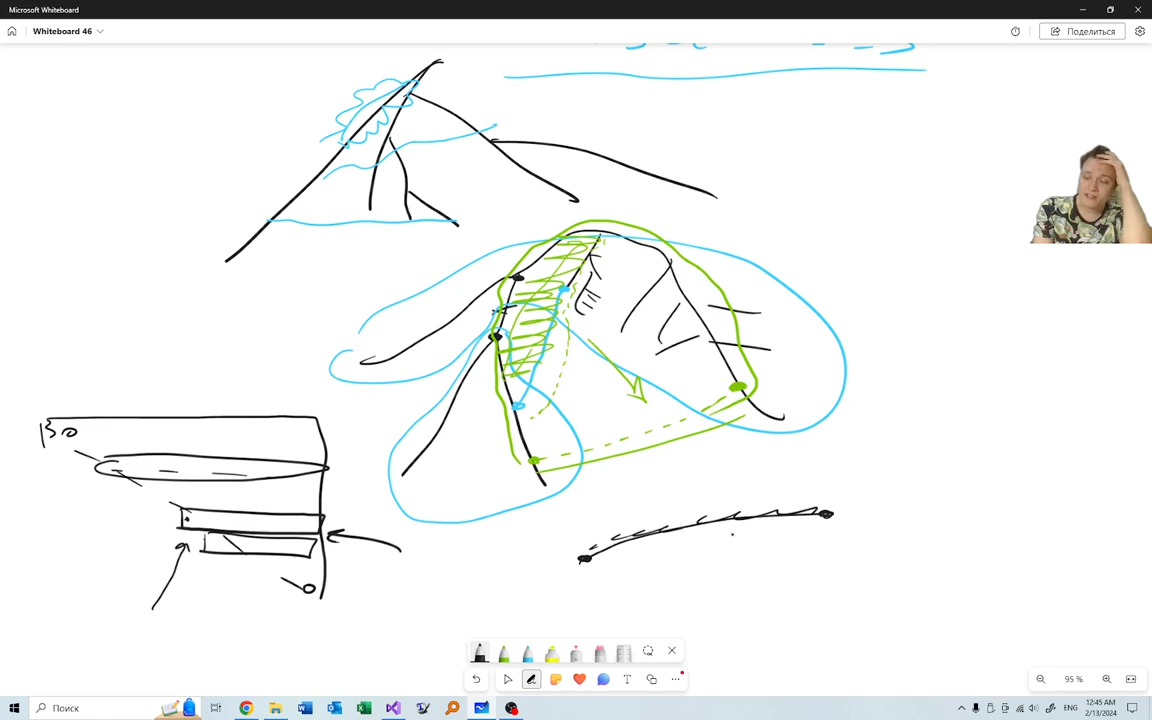 Microsoft Whiteboard
Whiteboard 46
Поделиться
95 %
Поиск
ENG
12:45 AM
2/13/2024